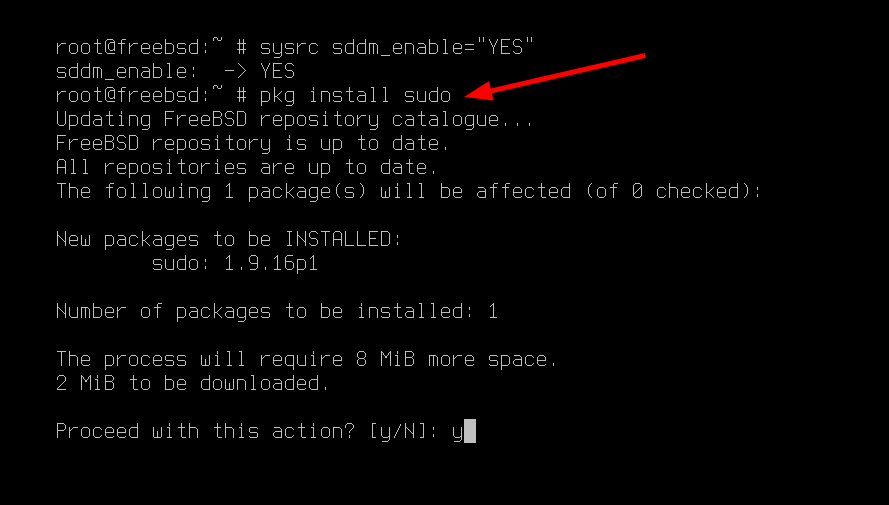 root@freebsd:~ # sysrc sddm_enable="YES"
sddm_enable:  -> YES
root@freebsd:~ # pkg install sudo
Updating FreeBSD repository catalogue...
FreeBSD repository is up to date.
All repositories are up to date.
The following 1 package(s) will be affected (of 0 checked):

New packages to be INSTALLED:
        sudo: 1.9.16p1

Number of packages to be installed: 1

The process will require 8 MiB more space.
2 MiB to be downloaded.

Proceed with this action? [y/N]: y